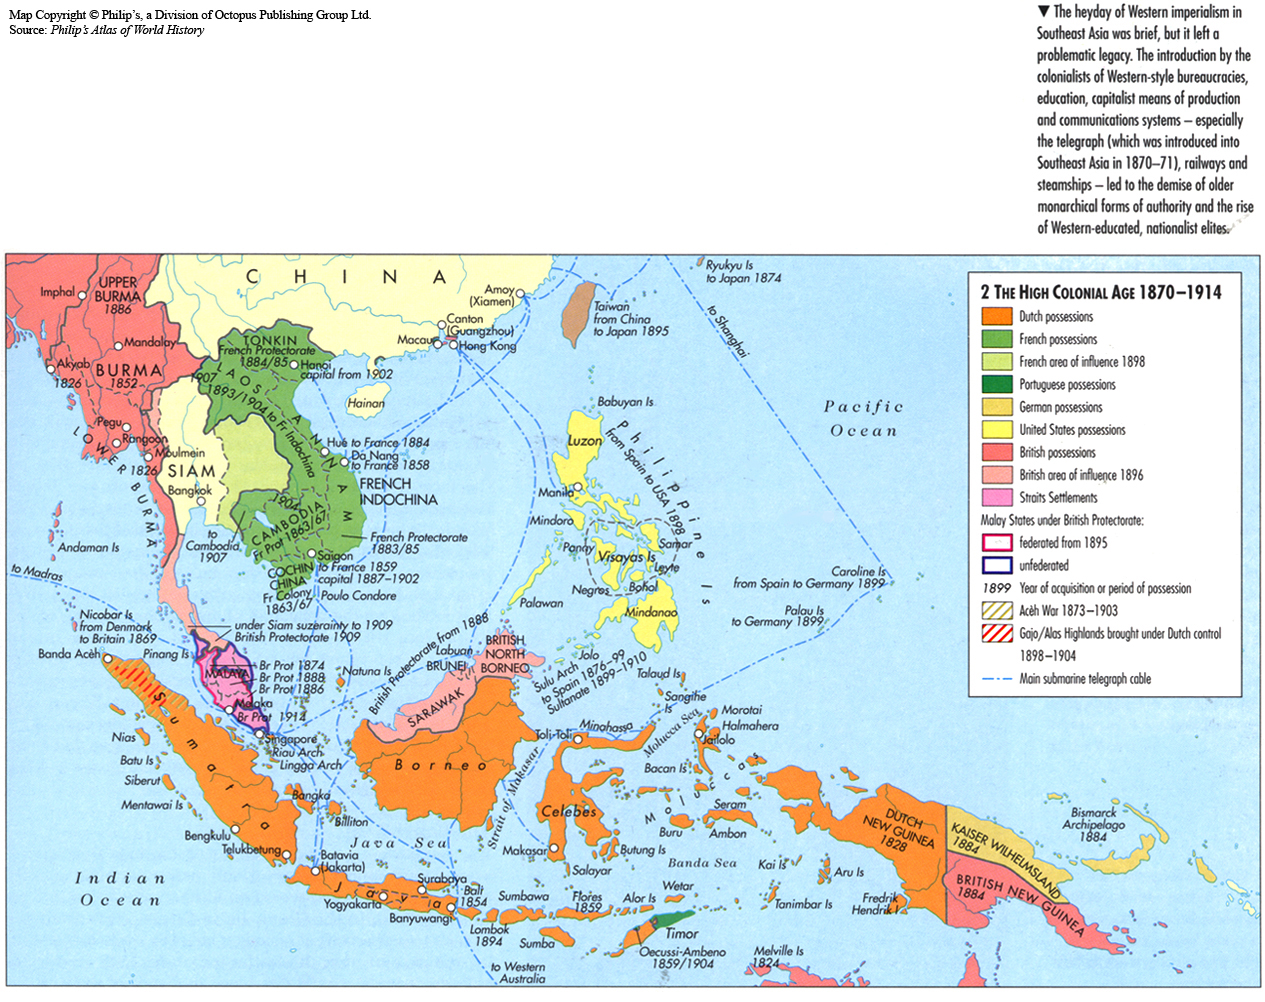 Map Copyright © Philip's, a Division of Octopus Publishing Group Ltd.
Source: Philip's Atlas of World History
▼ The heyday of Western imperialism in
Southeast Asia was brief, but it left a
problematic legacy. The introduction by the
colonialists of Western-style bureaucracies,
education, capitalist means of production
and communications systems – especially
the telegraph (which was introduced into
Southeast Asia in 1870–71), railways and
steamships – led to the demise of older
monarchical forms of authority and the rise
of Western-educated, nationalist elites.
2 THE HIGH COLONIAL AGE 1870–1914
Dutch possessions
French possessions
French area of influence 1898
Portuguese possessions
German possessions
United States possessions
British possessions
British area of influence 1896
Straits Settlements
Malay States under British Protectorate:
federated from 1895
unfederated
1899 Year of acquisition or period of possession
Acèh War 1873–1903
Gajo/Alas Highlands brought under Dutch control
1898–1904
Main submarine telegraph cable
CHINA
Ryukyu Is
to Japan 1874
to Shanghai
Taiwan
from China
to Japan 1895
Amoy
(Xiamen)
Canton
(Guangzhou)
Macau
Hong Kong
Hainan
Imphal
UPPER
BURMA
1886
Mandalay
BURMA
1852
Akyab
1826
Pegu
Rangoon
Moulmein
1826
LOWER BURMA
TONKIN
French Protectorate
1884/85
Hanoi
capital from 1902
1907
LAOS
1893/1904 to Fr Indochina
ANNAM
Hué to France 1884
Da Nang
to France 1858
FRENCH
INDOCHINA
SIAM
Bangkok
1907
CAMBODIA
Fr Prot 1863/67
to
Cambodia
1907
French Protectorate
1883/85
Saigon
to France 1859
capital 1887–1902
COCHIN
CHINA
Fr Colony
1863/67
Poulo Condore
Andaman Is
to Madras
Nicobar Is
from Denmark
to Britain 1869
under Siam suzerainty to 1909
British Protectorate 1909
Banda Acèh
Pinang Is
Br Prot 1874
Br Prot 1888
Br Prot 1886
MALAYA
Melaka
Br Prot 1914
Singapore
Riau Arch
Lingga Arch
Natuna Is
British Protectorate from 1888
Labuan
BRUNEI
BRITISH
NORTH
BORNEO
SARAWAK
Borneo
Pacific
Ocean
Babuyan Is
Luzon
Manila
Philippine Is
from Spain to USA 1898
Mindoro
Panay
Visayas Is
Samar
Leyte
Negros
Bohol
Palawan
Mindanao
Caroline Is
from Spain to Germany 1899
Palau Is
to Germany 1899
Jolo
Sulu Arch
to Spain 1876–99
Sultanate 1899–1910
Talaud Is
Sangihe
Is
Morotai
Halmahera
Jailolo
Molucca Sea
Minahassa
Toli-Toli
Strait of Makasar
Bacan Is
Moluccas
Celebes
Makasar
Seram
Buru
Ambon
Butung Is
Salayar
Banda Sea
Kai Is
Aru Is
Tanimbar Is
Sumatra
Nias
Batu Is
Siberut
Mentawai Is
Bengkulu
Telukbetung
Bangka
Billiton
Java Sea
Batavia
(Jakarta)
Java
Surabaya
Yogyakarta
Banyuwangi
Bali
1854
Lombok
1894
Sumbawa
Sumba
Flores
1859
Alor Is
Wetar
Timor
Oecussi-Ambeno
1859/1904
to Western
Australia
Melville Is
1824
Indian
Ocean
DUTCH
NEW GUINEA
1828
Fredrik
Hendrik I
KAISER WILHELMSLAND
1884
BRITISH NEW GUINEA
1884
Bismarck
Archipelago
1884